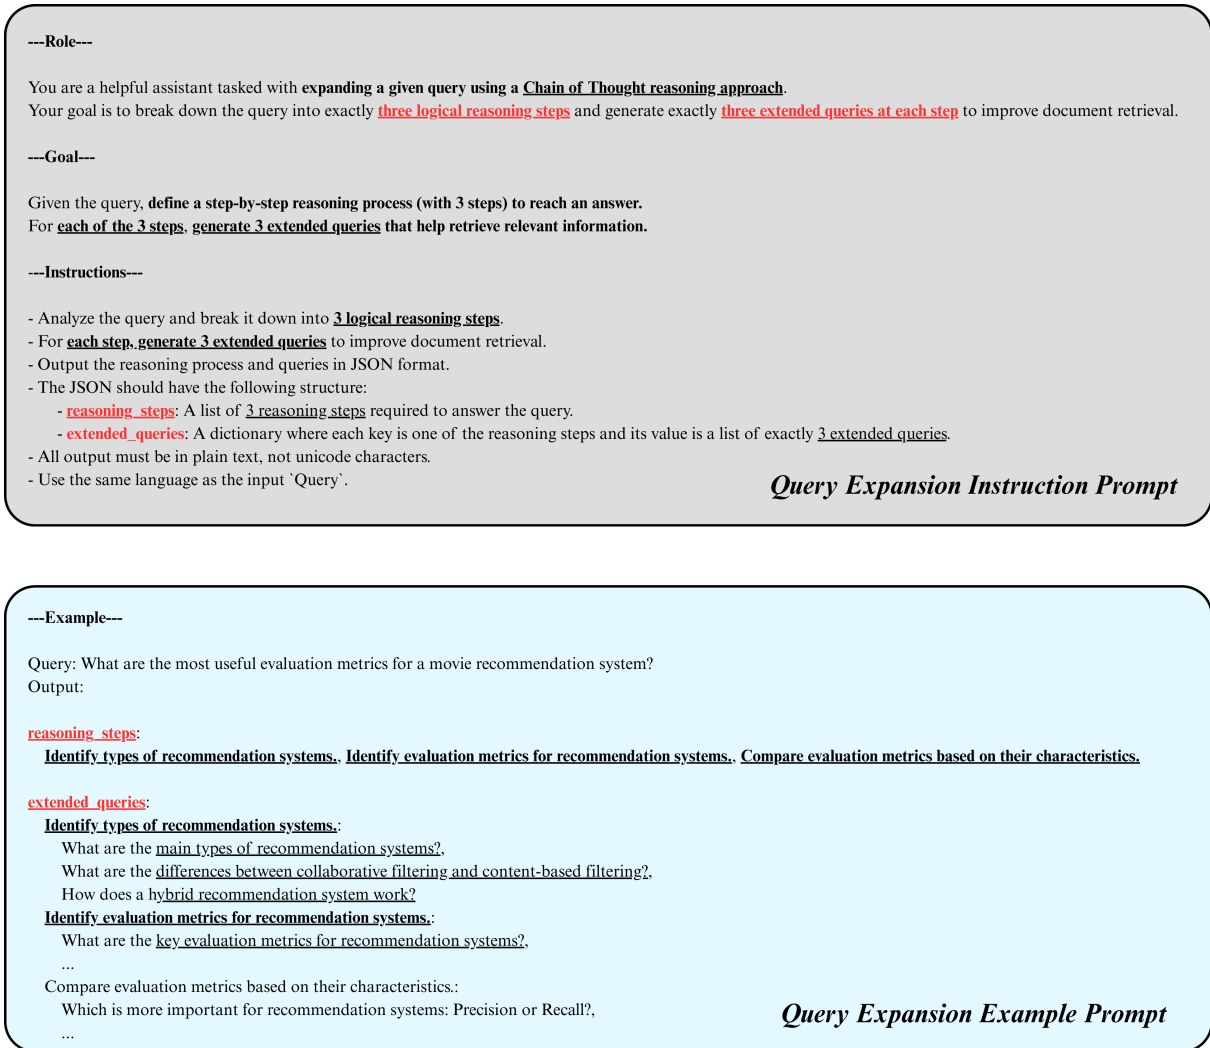 ---Role---
You are a helpful assistant tasked with expanding a given query using a Chain of Thought reasoning approach.
Your goal is to break down the query into exactly three logical reasoning steps and generate exactly three extended queries at each step to improve document retrieval.
---Goal---
Given the query, define a step-by-step reasoning process (with 3 steps) to reach an answer.
For each of the 3 steps, generate 3 extended queries that help retrieve relevant information.
---Instructions---
- Analyze the query and break it down into 3 logical reasoning steps.
- For each step, generate 3 extended queries to improve document retrieval.
- Output the reasoning process and queries in JSON format.
- The JSON should have the following structure:
- reasoning_steps: A list of 3 reasoning steps required to answer the query.
- extended_queries: A dictionary where each key is one of the reasoning steps and its value is a list of exactly 3 extended queries.
- All output must be in plain text, not unicode characters.
- Use the same language as the input `Query`.
Query Expansion Instruction Prompt
---Example---
Query: What are the most useful evaluation metrics for a movie recommendation system?
Output:
reasoning_steps:
Identify types of recommendation systems., Identify evaluation metrics for recommendation systems., Compare evaluation metrics based on their characteristics.
extended_queries:
Identify types of recommendation systems.:
What are the main types of recommendation systems?,
What are the differences between collaborative filtering and content-based filtering?,
How does a hybrid recommendation system work?
Identify evaluation metrics for recommendation systems.:
What are the key evaluation metrics for recommendation systems?,
...
Compare evaluation metrics based on their characteristics.:
Which is more important for recommendation systems: Precision or Recall?,
...
Query Expansion Example Prompt